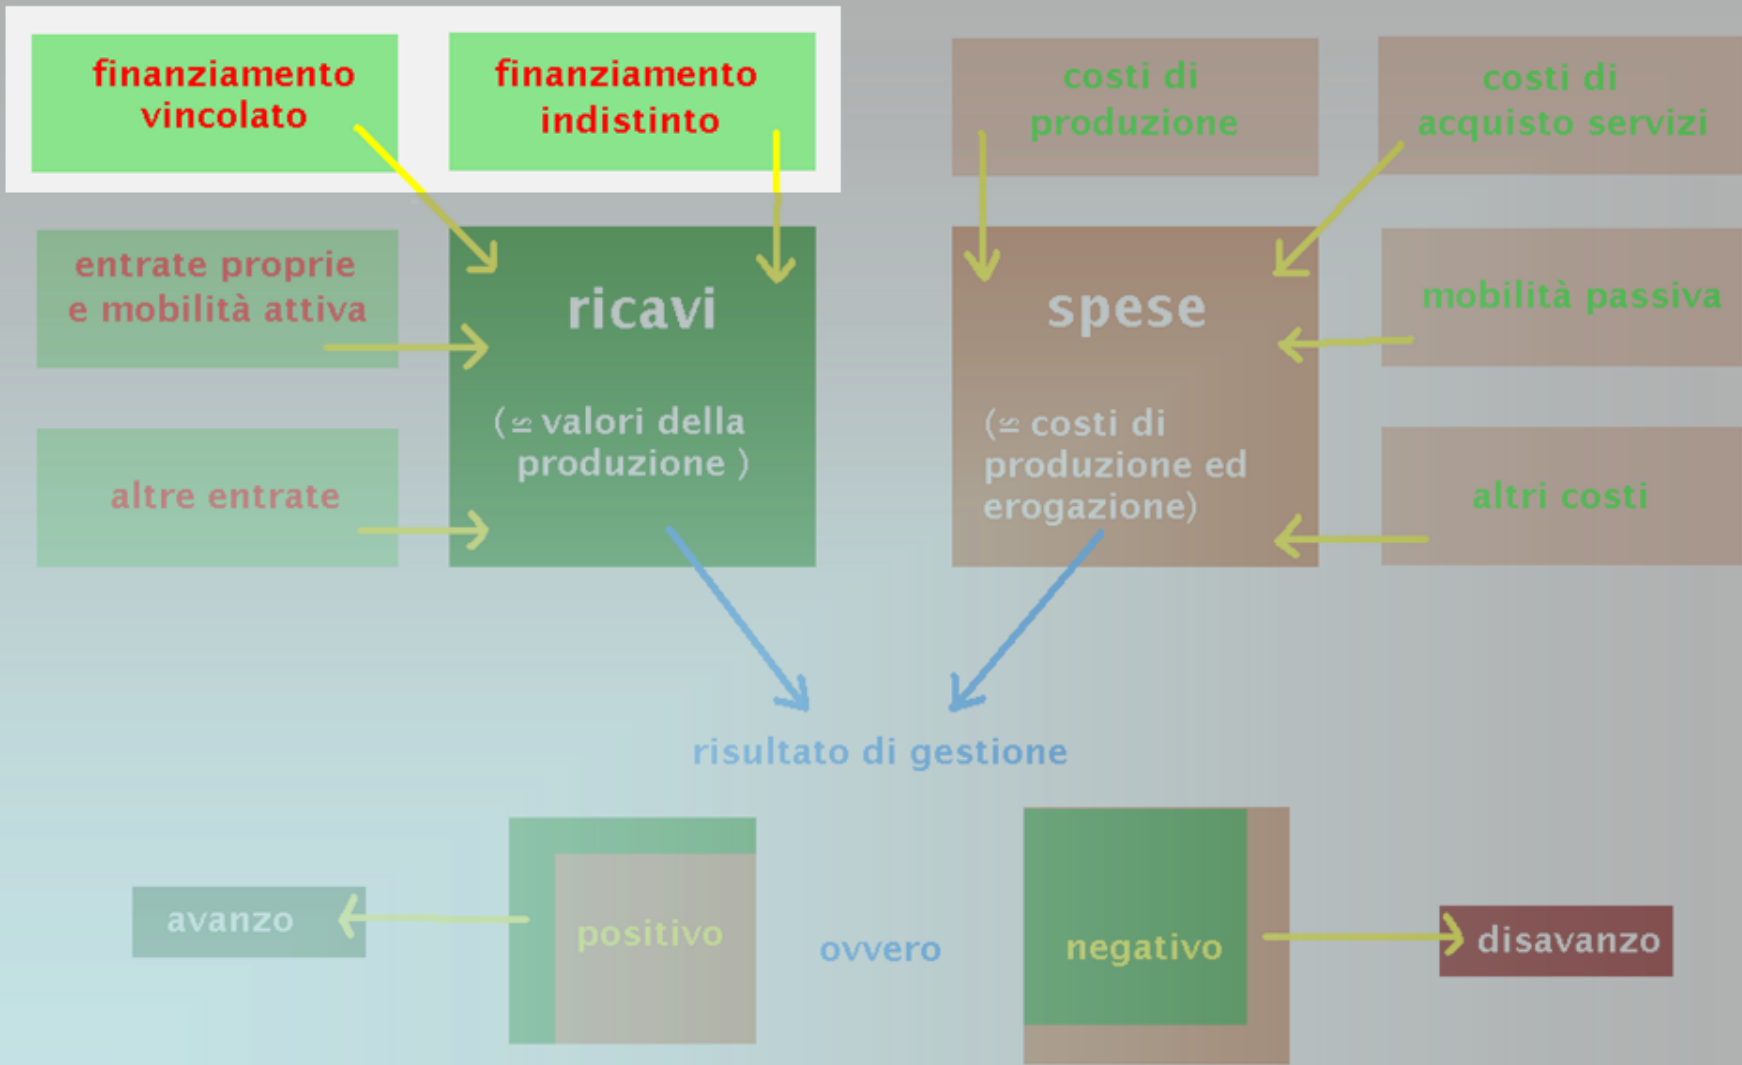 finanziamento
vincolato
finanziamento
indistinto
costi di
produzione
costi di
acquisto servizi
entrate proprie
e mobilità attiva
ricavi
(≌ valori della
produzione )
spese
(≌ costi di
produzione ed
erogazione)
mobilità passiva
altre entrate
altri costi
risultato di gestione
avanzo
positivo
ovvero
negativo
disavanzo